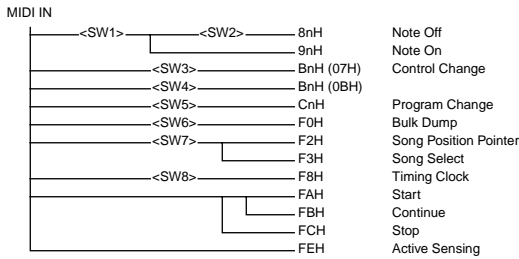 MIDI IN
<SW1> <SW2> 8nH Note Off
9nH Note On
<SW3> BnH (07H) Control Change
<SW4> BnH (0BH)
<SW5> CnH Program Change
<SW6> F0H Bulk Dump
<SW7> F2H Song Position Pointer
F3H Song Select
<SW8> F8H Timing Clock
FAH Start
FBH Continue
FCH Stop
FEH Active Sensing